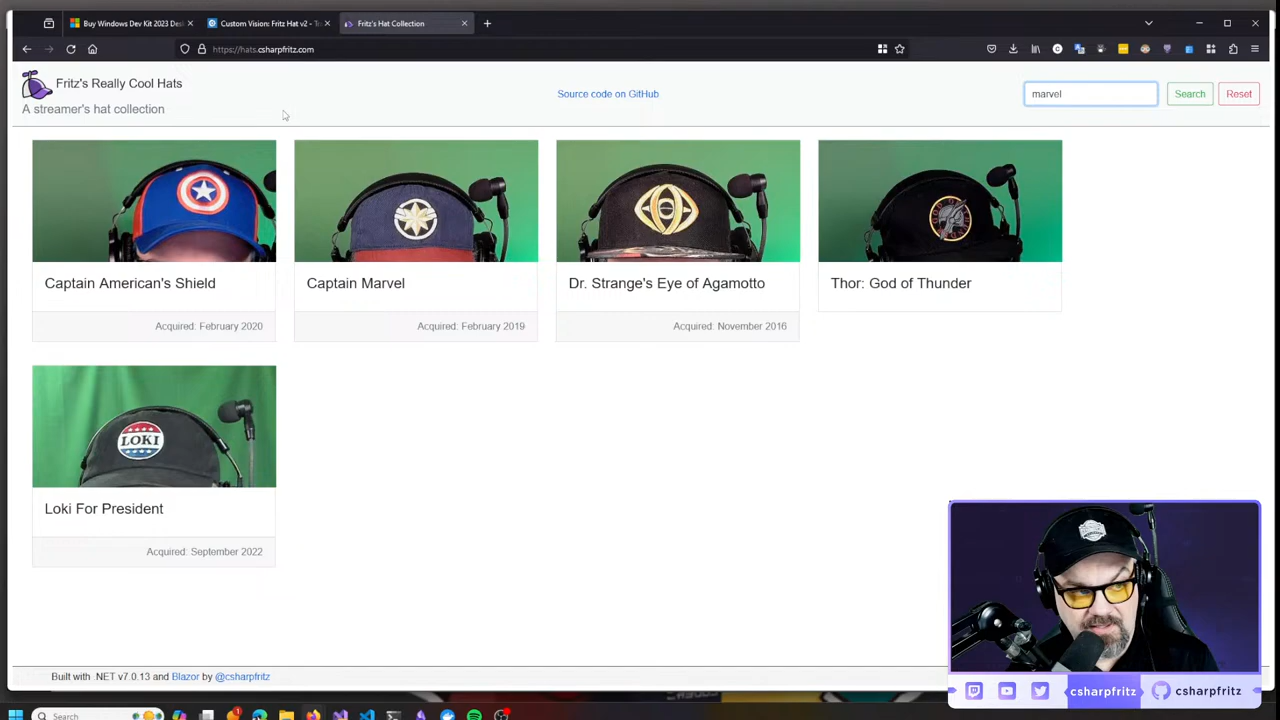 Buy Windows Dev Kit 2023 Desk
Custom Vision: Fritz Hat v2 - Tr
Fritz's Hat Collection
https://hats.csharpfritz.com
Fritz's Really Cool Hats
A streamer's hat collection
Source code on GitHub
marvel
Search
Reset
Captain American's Shield
Captain Marvel
Dr. Strange's Eye of Agamotto
Thor: God of Thunder
Acquired: February 2020
Acquired: February 2019
Acquired: November 2016
LOKI
Loki For President
Acquired: September 2022
Built with .NET v7.0.13 and Blazor by @csharpfritz
csharpfritz
csharpfritz
Search